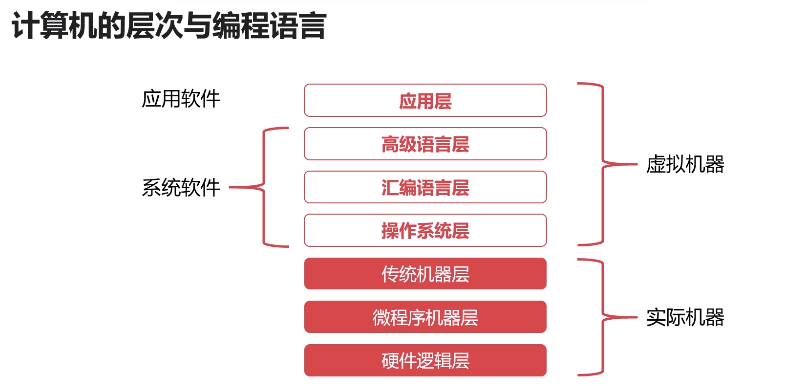 计算机的层次与编程语言
应用软件
应用层
高级语言层
虚拟机器
系统软件
汇编语言层
操作系统层
传统机器层
微程序机器层
实际机器
硬件逻辑层